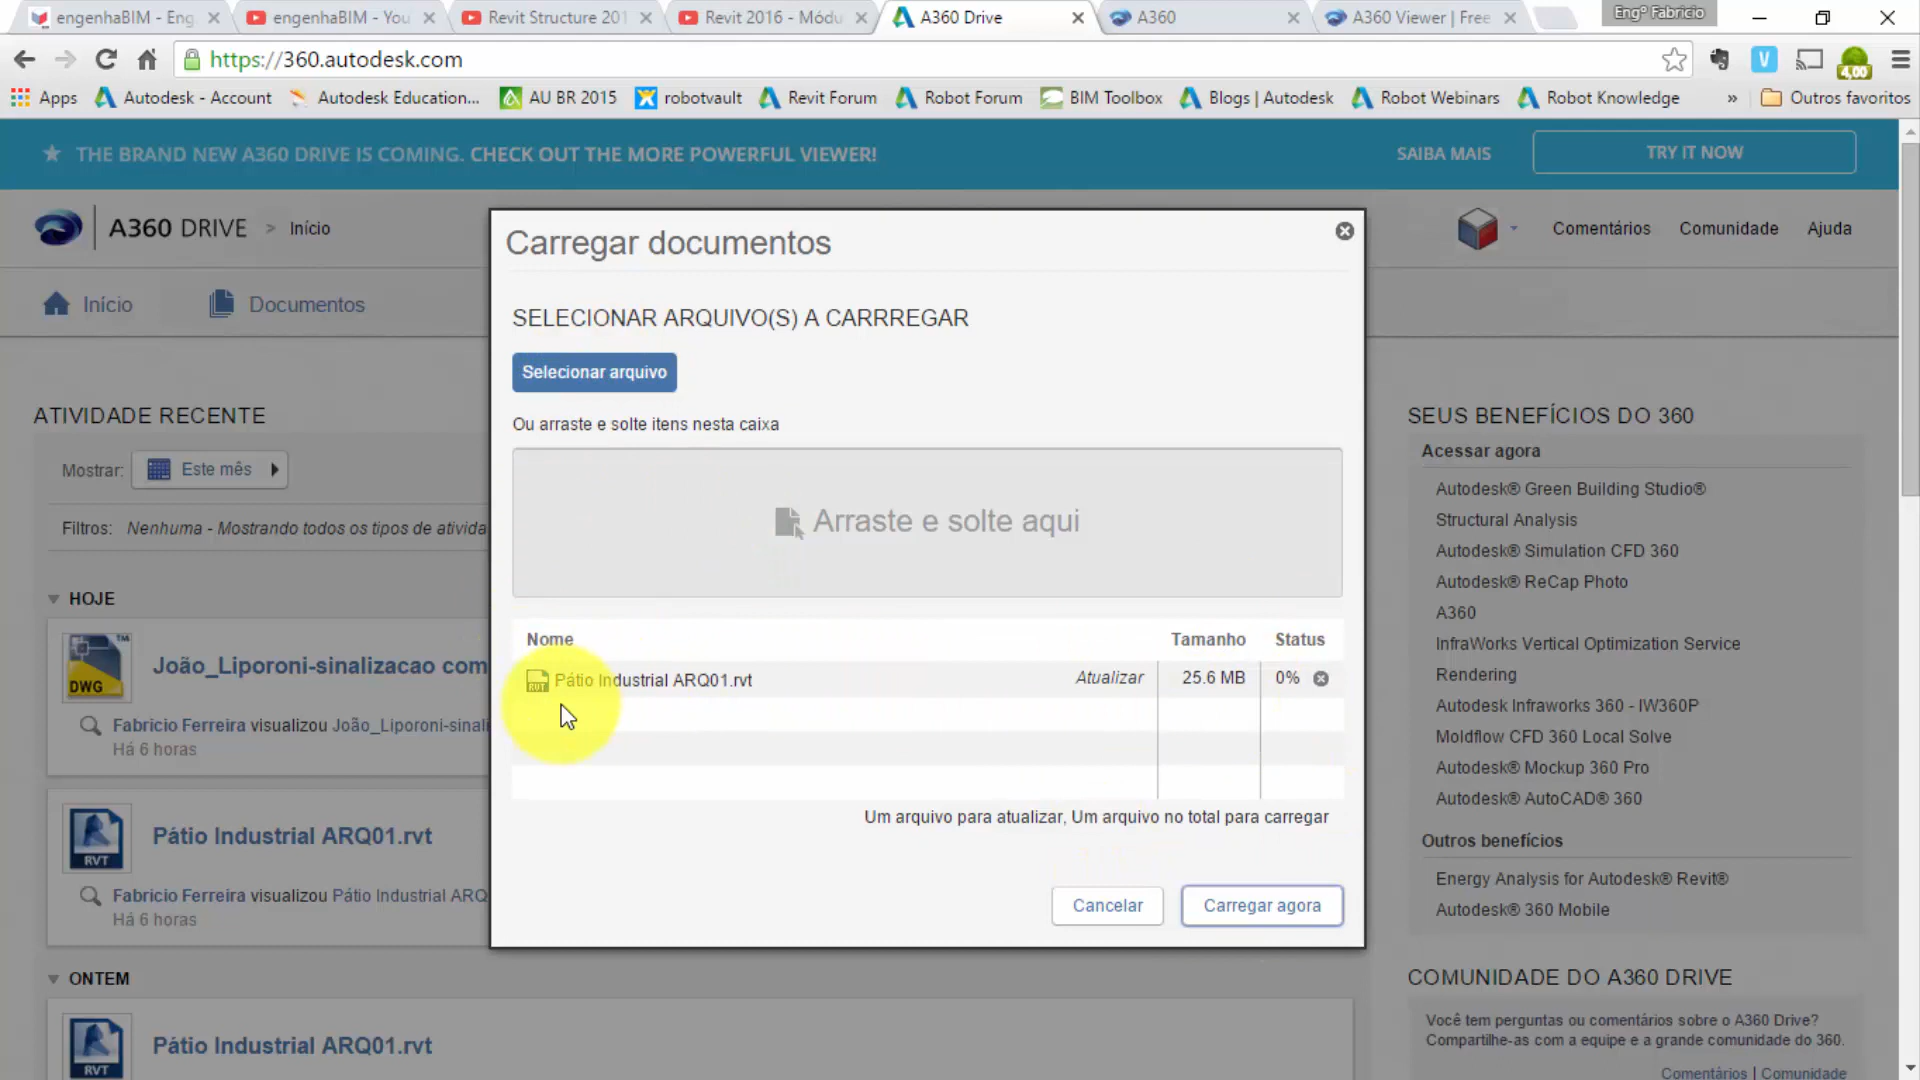 engenhaBIM - Eng
engenhaBIM - You
Revit Structure 201
Revit 2016 - Módu
A360 Drive
A360
A360 Viewer | Free
Engº Fabricio
https://360.autodesk.com
4,00
Apps
Autodesk - Account
Autodesk Education...
AU BR 2015
robotvault
Revit Forum
Robot Forum
BIM Toolbox
Blogs | Autodesk
Robot Webinars
Robot Knowledge
»
Outros favoritos
THE BRAND NEW A360 DRIVE IS COMING. CHECK OUT THE MORE POWERFUL VIEWER!
SAIBA MAIS
TRY IT NOW
A360 DRIVE > Início
Comentários
Comunidade
Ajuda
Início
Documentos
Carregar documentos
SELECIONAR ARQUIVO(S) A CARRREGAR
Selecionar arquivo
Ou arraste e solte itens nesta caixa
Arraste e solte aqui
Nome
Tamanho
Status
RVT
Pátio Industrial ARQ01.rvt
Atualizar
25.6 MB
0%
Um arquivo para atualizar, Um arquivo no total para carregar
Cancelar
Carregar agora
ATIVIDADE RECENTE
Mostrar:
Este mês
Filtros: Nenhuma - Mostrando todos os tipos de ativida
HOJE
DWG
João_Liporoni-sinalizacao com
Fabricio Ferreira visualizou João_Liporoni-sinali
Há 6 horas
RVT
Pátio Industrial ARQ01.rvt
Fabricio Ferreira visualizou Pátio Industrial ARQ
Há 6 horas
ONTEM
RVT
Pátio Industrial ARQ01.rvt
SEUS BENEFÍCIOS DO 360
Acessar agora
Autodesk® Green Building Studio®
Structural Analysis
Autodesk® Simulation CFD 360
Autodesk® ReCap Photo
A360
InfraWorks Vertical Optimization Service
Rendering
Autodesk Infraworks 360 - IW360P
Moldflow CFD 360 Local Solve
Autodesk® Mockup 360 Pro
Autodesk® AutoCAD® 360
Outros benefícios
Energy Analysis for Autodesk® Revit®
Autodesk® 360 Mobile
COMUNIDADE DO A360 DRIVE
Você tem perguntas ou comentários sobre o A360 Drive?
Compartilhe-as com a equipe e a grande comunidade do 360.
Comentários | Comunidade